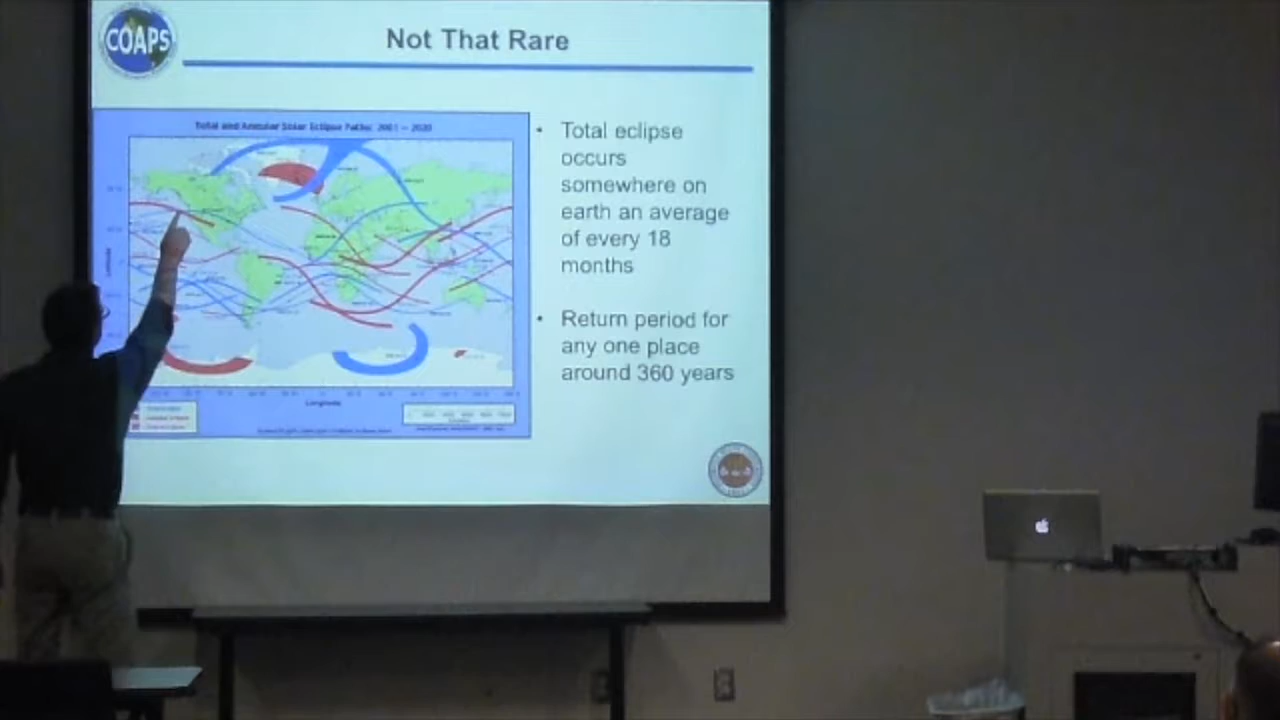 COAPS
Not That Rare
Total and Annular Solar Eclipse Paths: 2001 – 2020
• Total eclipse
occurs
somewhere on
earth an average
of every 18
months
• Return period for
any one place
around 360 years
Latitude
Longitude